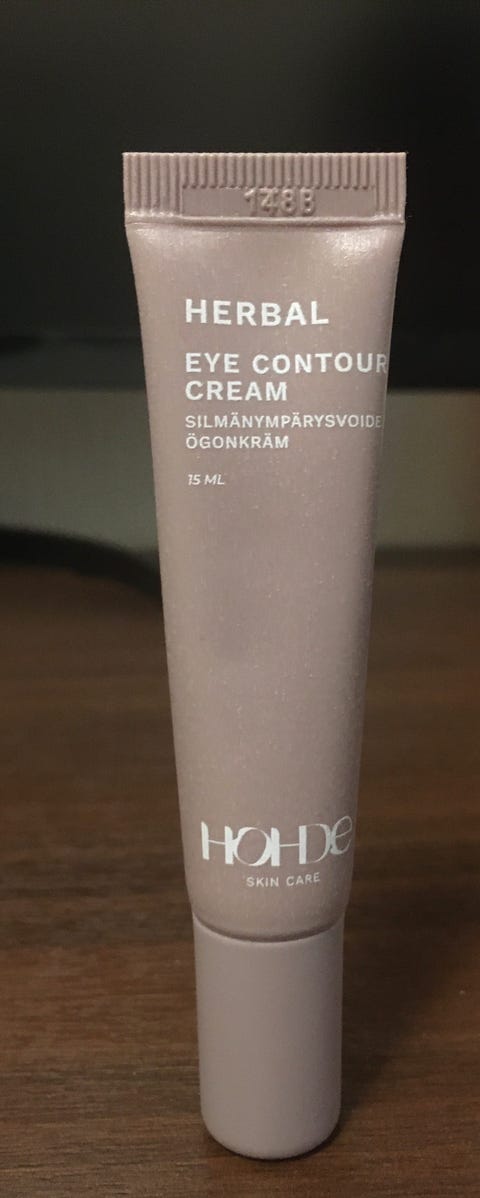 148B
HERBAL
EYE CONTOUR
CREAM
SILMÄNYMPÄRYSVOIDE
ÖGONKRÄM
15 ML
HOHDe
SKIN CARE